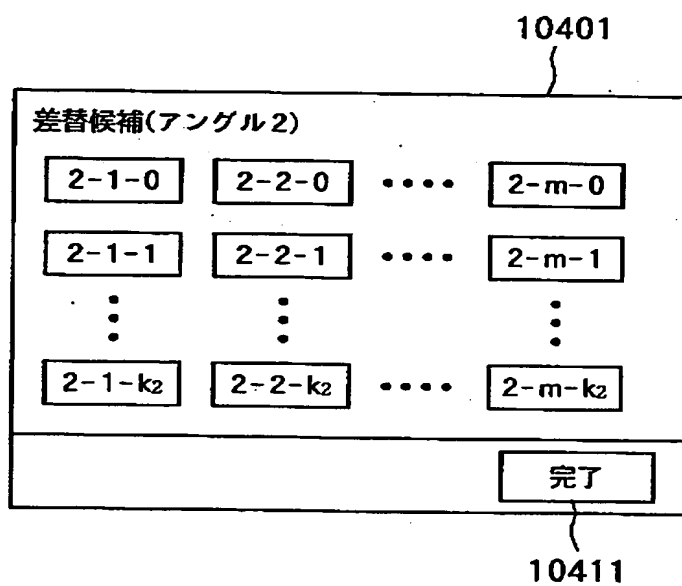 10401
差替候補(アングル2)
2-1-0 2-2-0 ・・・・ 2-m-0
2-1-1 2-2-1 ・・・・ 2-m-1
2-1-k₂ 2-2-k₂ ・・・・ 2-m-k₂
完了
10411